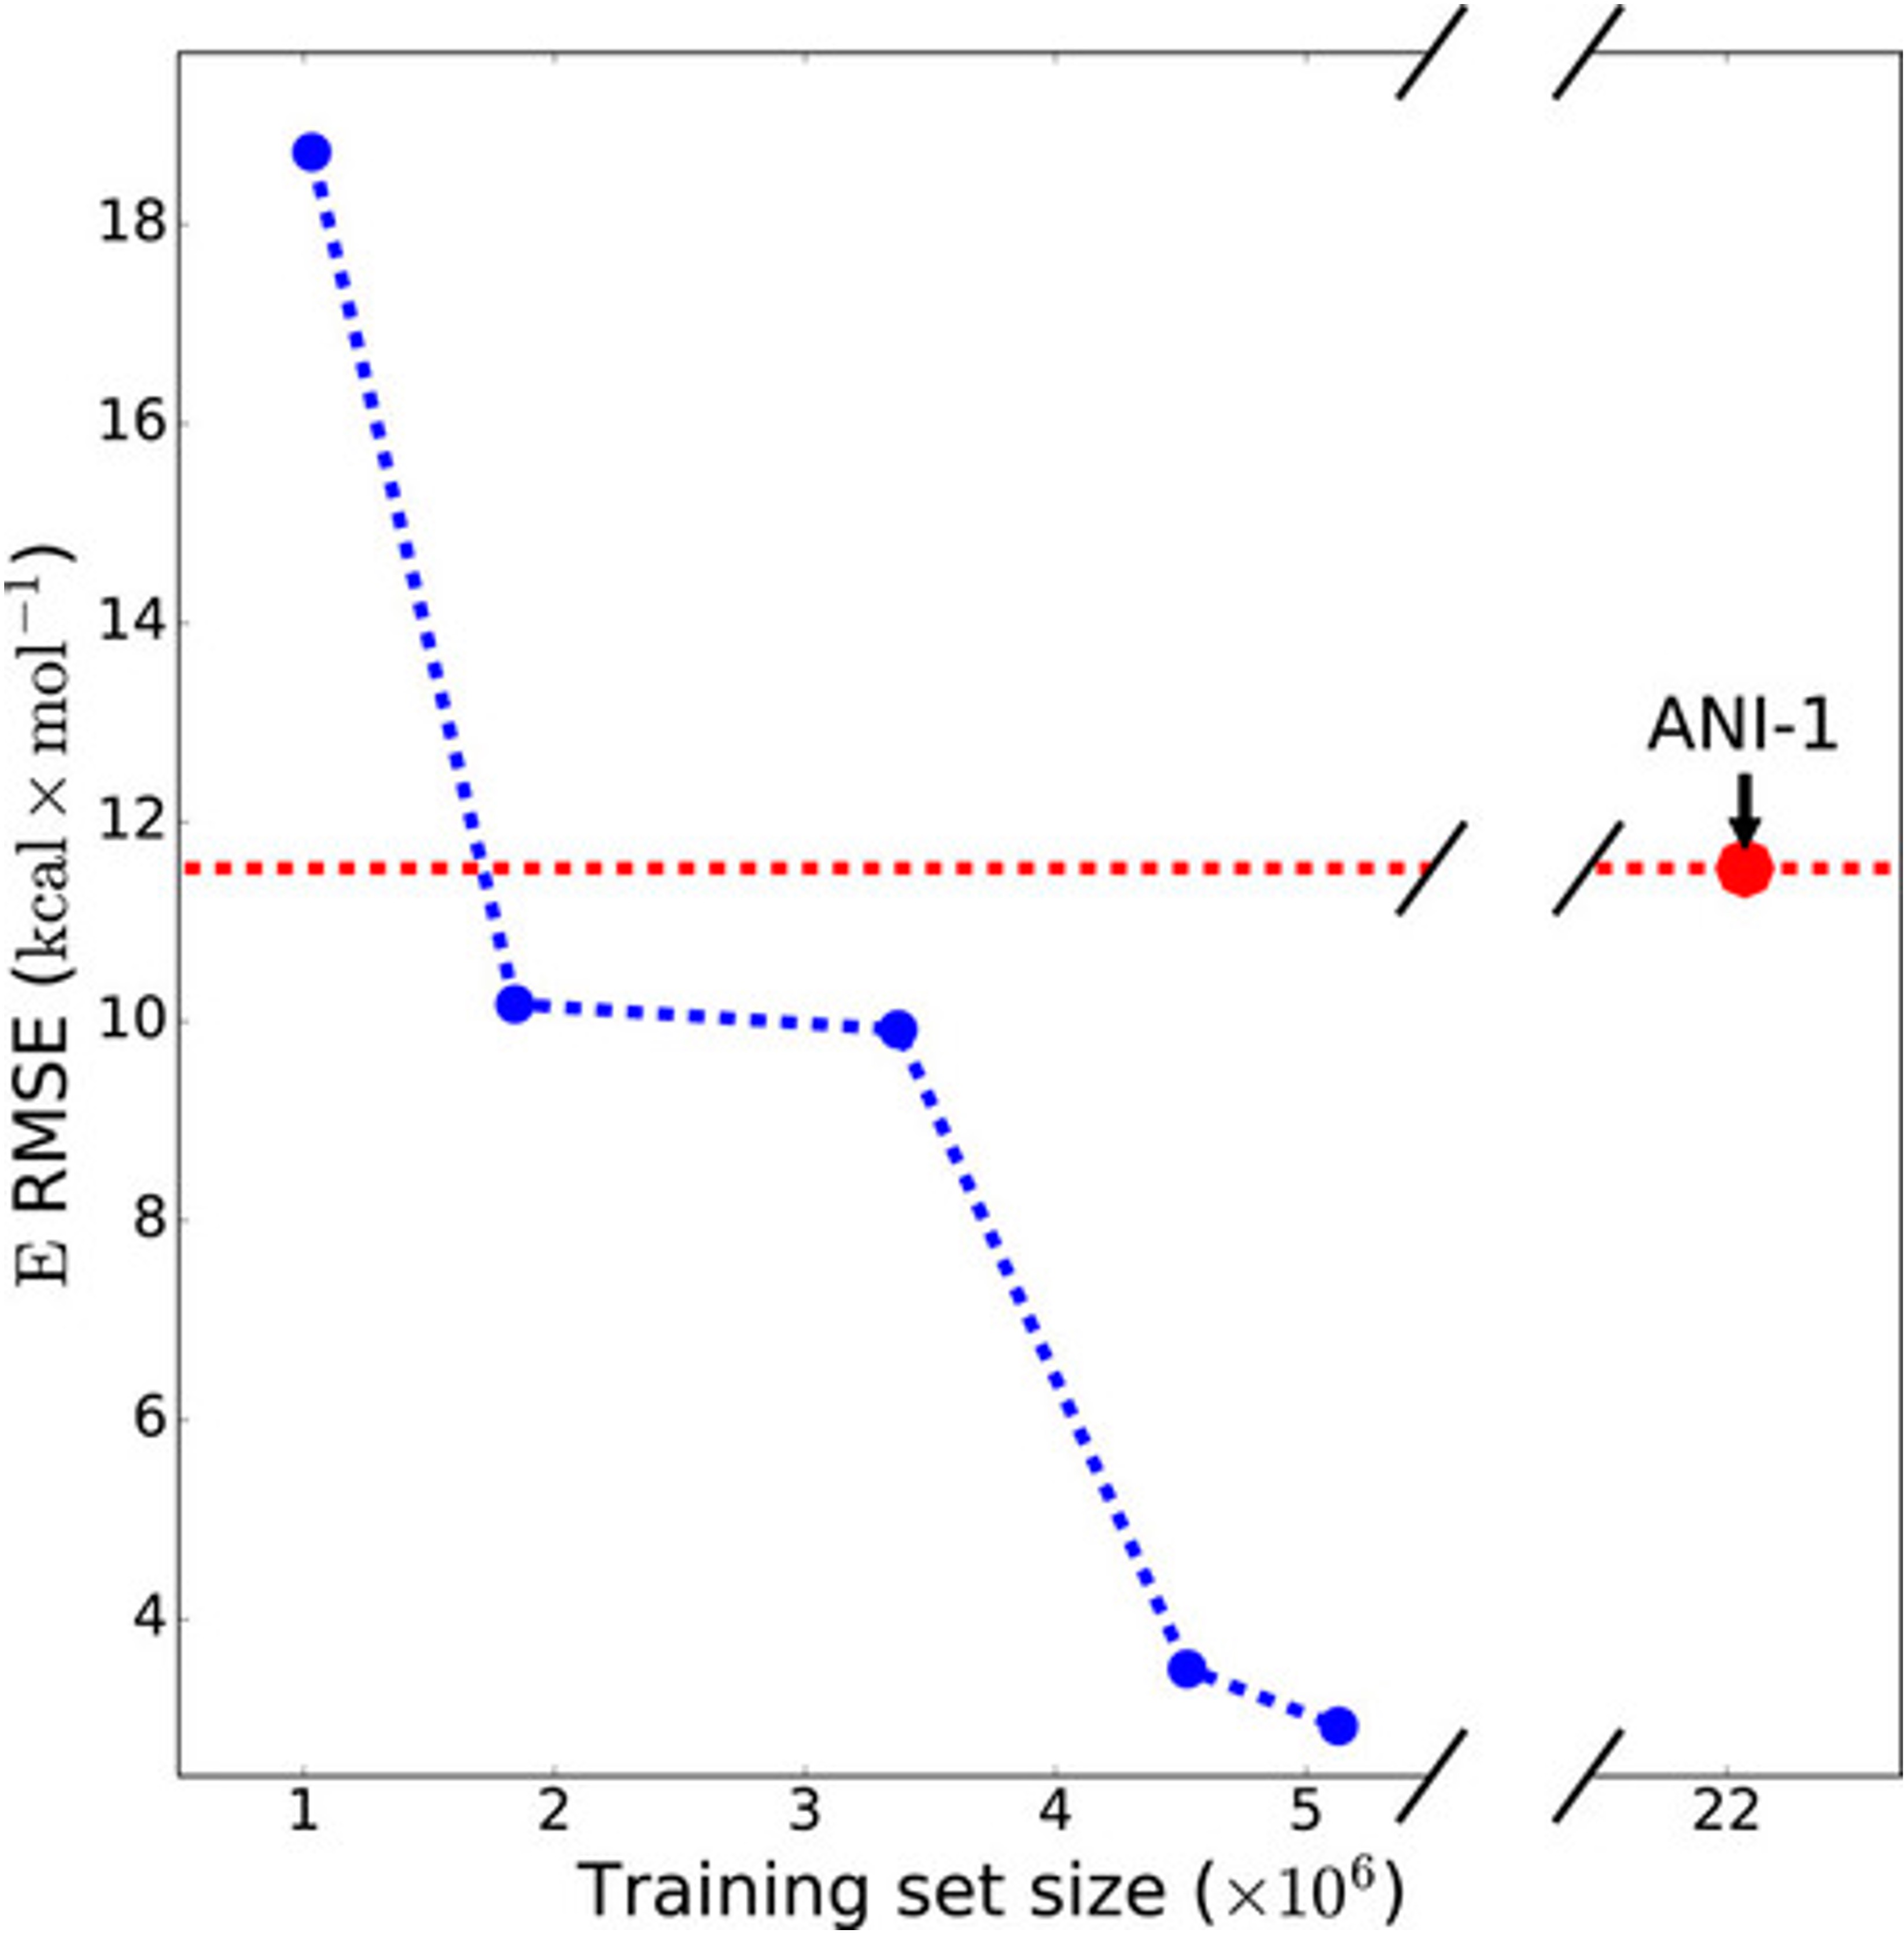 E RMSE (kcal × mol⁻¹)
18
16
14
12
10
8
6
4
ANI-1
1 2 3 4 5 22
Training set size (×10⁶)